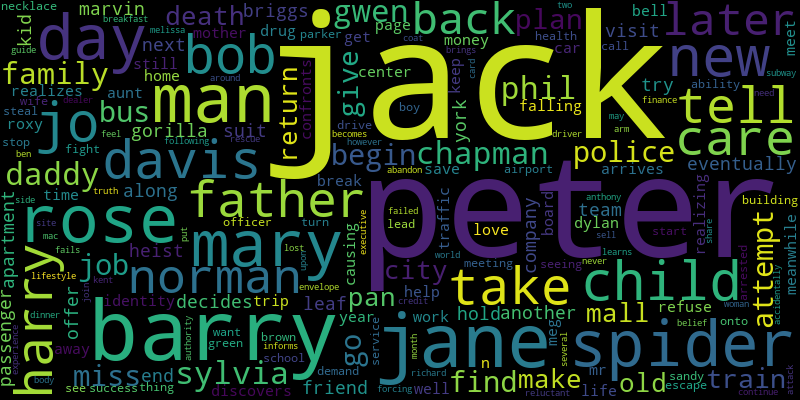 necklace
breakfast
marvin
mother
guide
melissa
around
kid
day
death
briggs
drug
parker
bob
next
still
realizes
family
home
aunt
man
wife
dealer
roxy
gorilla
jo
bus
steal
stop
ben
fight
feel
following
rescue
suit
return
confronts
give
gwen
back
plan
page
money
get
coat
center
card
keep
brings
two
health
call
car
bell
visit
later
new
meet
phil
falling
boy
york
try
ability
subway
finance
need
tell
may
arm
care
jack
driver
becomes
however
drive
abandon
begin
chapman
police
save
airport
arrives
eventually
break
davis
daddy
along
father
side
truth
time
rose
harry
apartment
passenger
site
mac
fails
lifestyle
offer
officer
turn
put
mary
job
heist
norman
lost
upon
envelope
kent
joint
identity
decides
trip
leaf
causing
executive
city
pan
failed
lead
love
traffic
board
company
peter
world
meeting
seeing
help
anthony
team
sell
dylan
learns
building
realizing
share
start
attempt
never
child
meanwhile
arrested
take
credit
work
hold
another
mall
refuse
woman
accidentally
belief
onto
year
service
go
want
brown
green
school
informs
authority
barry
dinner
experience
away
see
success
thing
body
miss
end
sylvia
discovers
friend
demand
forcing
month
richard
well
meg
n
jane
find
make
reluctant
several
mr
life
old
sandy
escape
spider
train
continue
attack